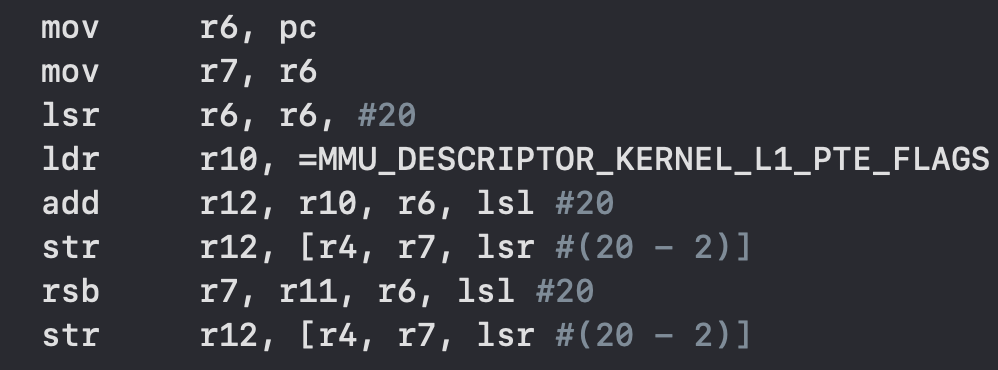 mov r6, pc
mov r7, r6
lsr r6, r6, #20
ldr r10, =MMU_DESCRIPTOR_KERNEL_L1_PTE_FLAGS
add r12, r10, r6, lsl #20
str r12, [r4, r7, lsr #(20 - 2)]
rsb r7, r11, r6, lsl #20
str r12, [r4, r7, lsr #(20 - 2)]